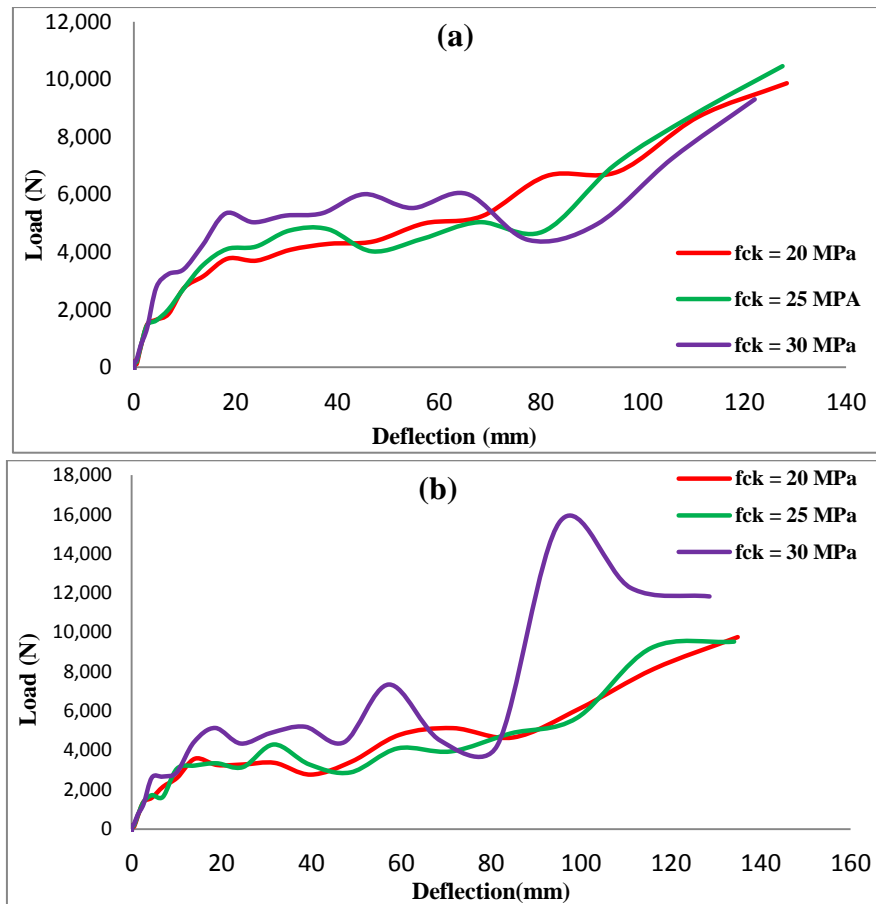 (a)
12,000
10,000
8,000
6,000
4,000
2,000
0
Load (N)
fck = 20 MPa
fck = 25 MPA
fck = 30 MPa
0 20 40 60 80 100 120 140
Deflection (mm)
(b)
18,000
16,000
14,000
12,000
10,000
8,000
6,000
4,000
2,000
0
Load (N)
fck = 20 MPa
fck = 25 MPa
fck = 30 MPa
0 20 40 60 80 100 120 140 160
Deflection(mm)